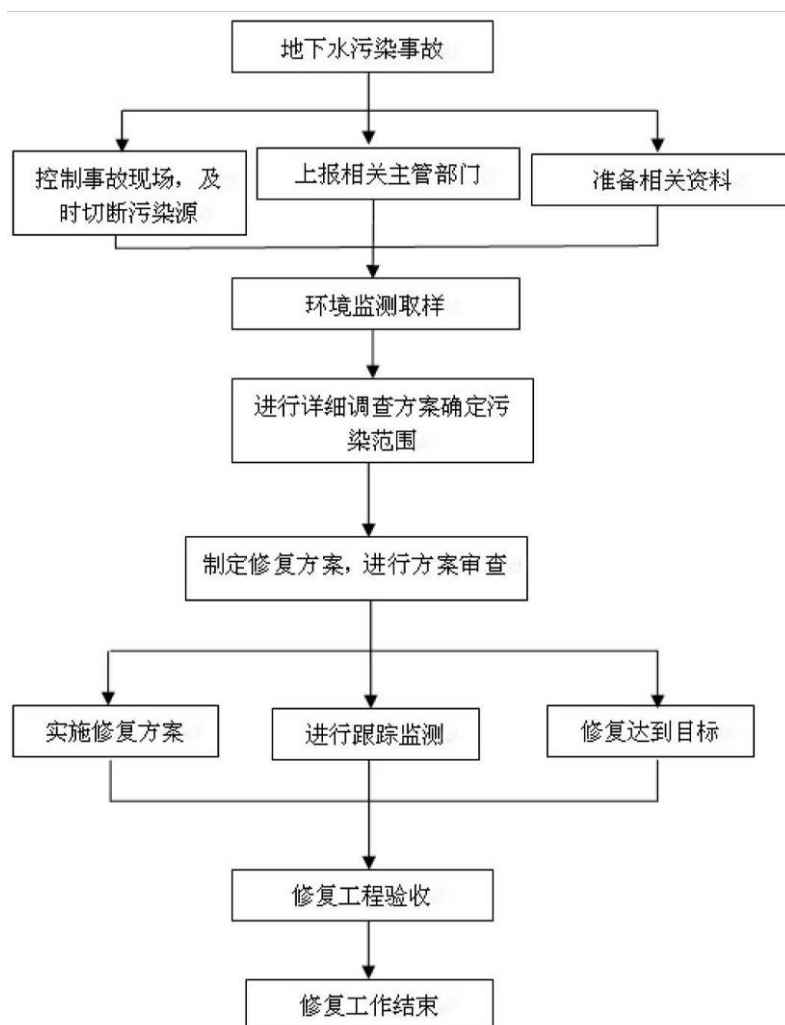 地下水污染事故
控制事故现场，及
时切断污染源
上报相关主管部门
准备相关资料
环境监测取样
进行详细调查方案确定污
染范围
制定修复方案，进行方案审查
实施修复方案
进行跟踪监测
修复达到目标
修复工程验收
修复工作结束